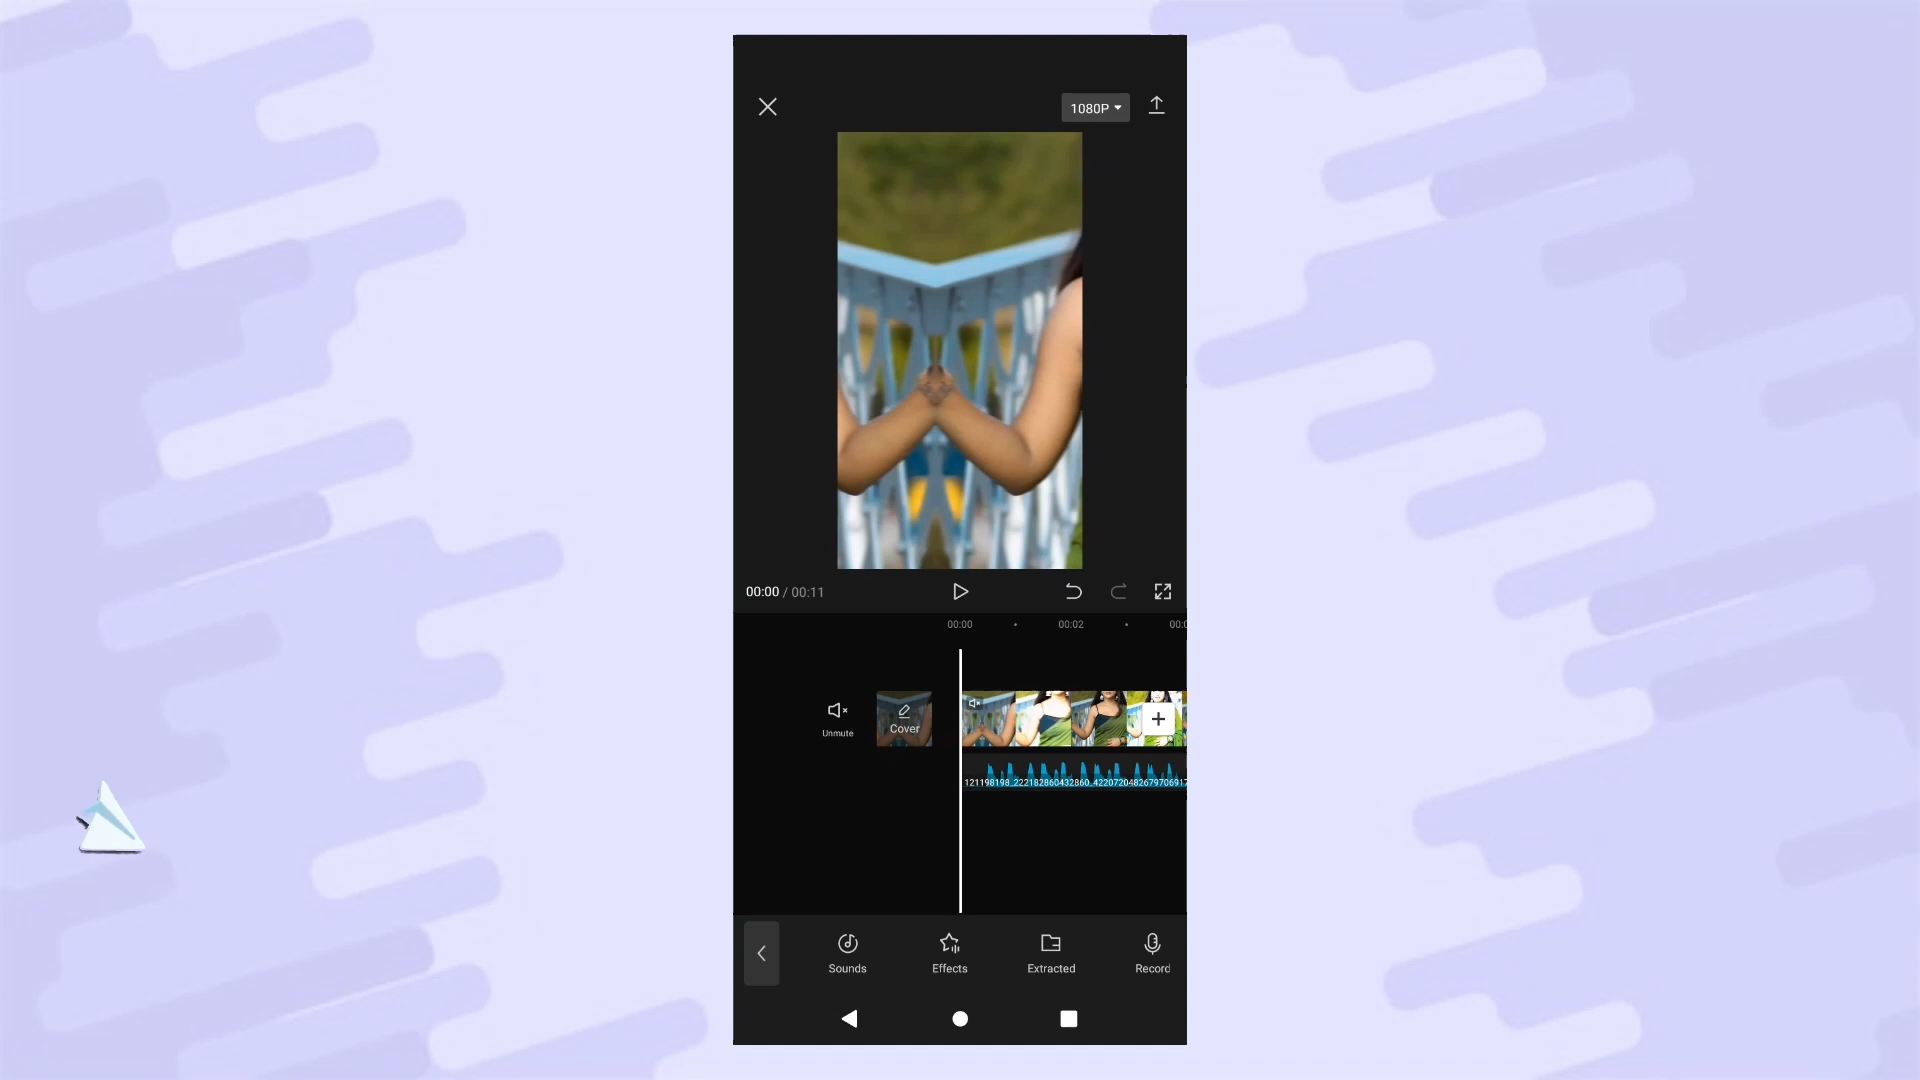 1080P
00:00 / 00:11
00:00
00:02
Unmute
Cover
Sounds
Effects
Extracted
Record